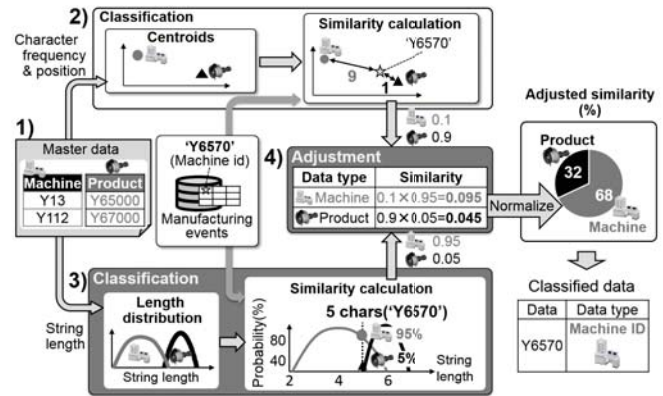 2)
Classification
Character
frequency
& position
Centroids
Similarity calculation
'Y6570'
9
1
0.1
0.9
1)
Master data
Machine Product
Y13 Y65000
Y112 Y67000
'Y6570'
(Machine id)
Manufacturing
events
4) Adjustment
Data type Similarity
Machine 0.1×0.95=0.095
Product 0.9×0.05=0.045
Normalize
Adjusted similarity
(%)
Product
32
68
Machine
0.95
0.05
3)
Classification
String
length
Length
distribution
String length
Similarity calculation
5 chars('Y6570')
Probability(%)
80
40
95%
5%
2 4 6
String
length
Classified data
Data Data type
Y6570 Machine ID